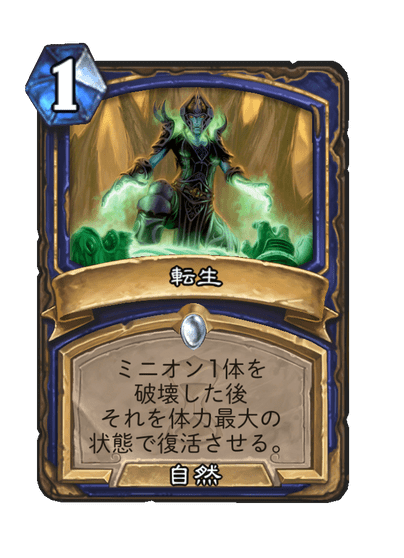 1
転生
ミニオン1体を
破壊した後
それを体力最大の
状態で復活させる。
自然